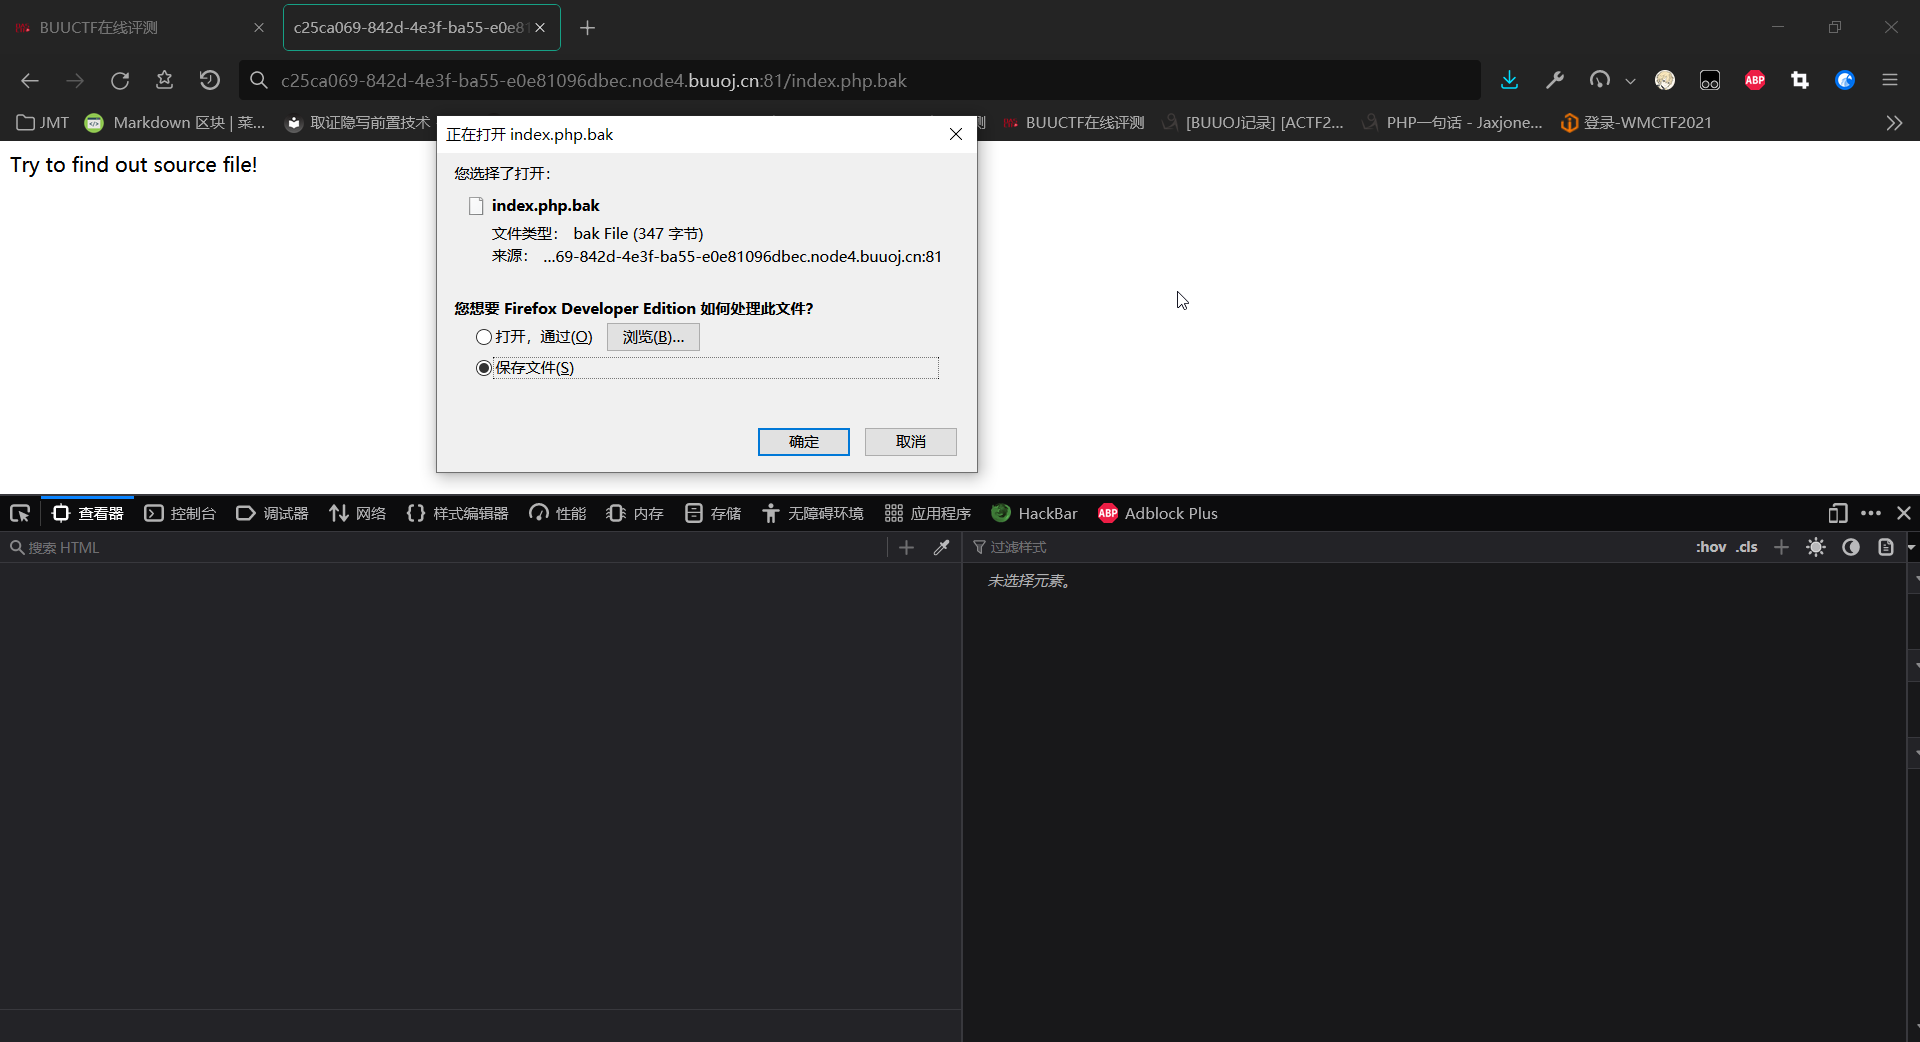 BUUCTF在线评测
c25ca069-842d-4e3f-ba55-e0e81
c25ca069-842d-4e3f-ba55-e0e81096dbec.node4.buuoj.cn:81/index.php.bak
ABP
JMT
Markdown 区块 | 菜...
取证隐写前置技术
测
BUUCTF在线评测
[BUUOJ记录] [ACTF2...
PHP一句话 - Jaxjone...
登录-WMCTF2021
Try to find out source file!
正在打开 index.php.bak
您选择了打开：
index.php.bak
文件类型： bak File (347 字节)
来源： ...69-842d-4e3f-ba55-e0e81096dbec.node4.buuoj.cn:81
您想要 Firefox Developer Edition 如何处理此文件？
打开，通过(O)
浏览(B)...
保存文件(S)
确定
取消
查看器
控制台
调试器
网络
样式编辑器
性能
内存
存储
无障碍环境
应用程序
HackBar
ABP
Adblock Plus
搜索 HTML
过滤样式
:hov
.cls
未选择元素。